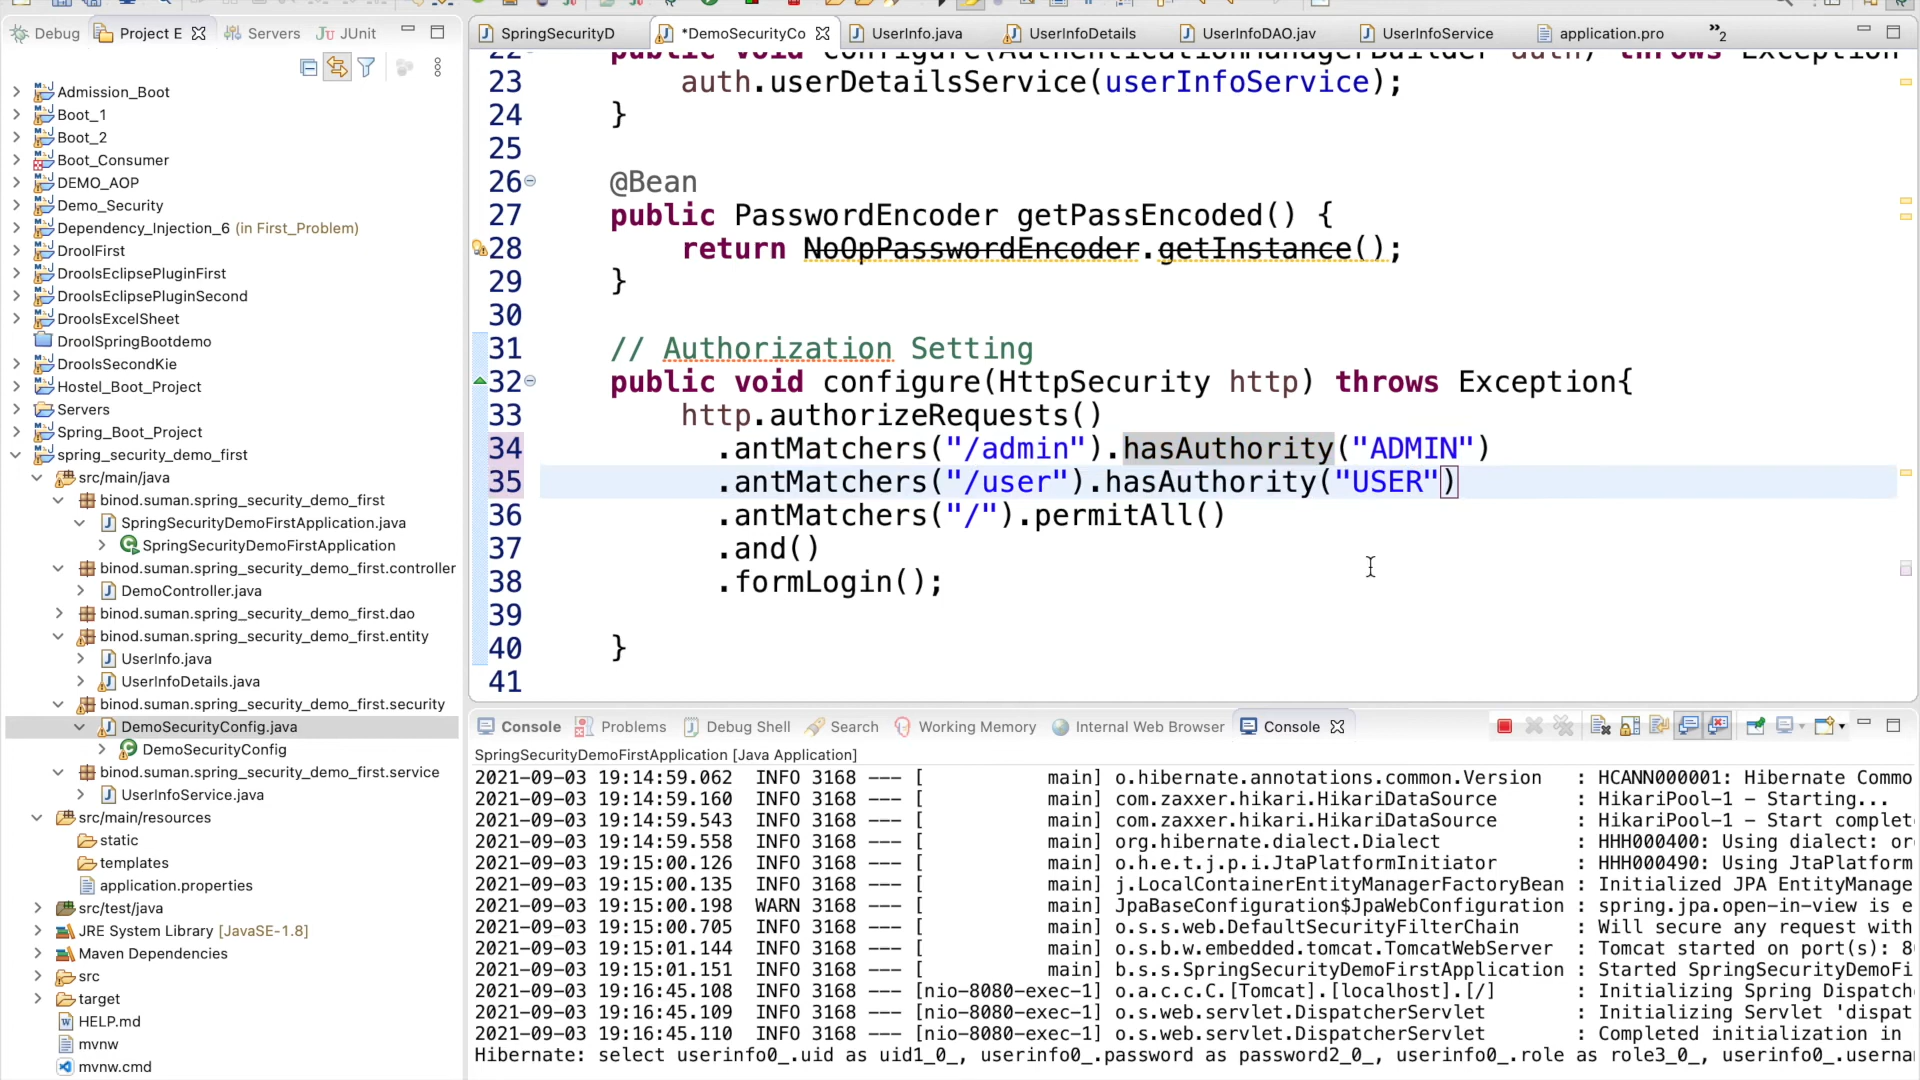 Debug
Project E
Servers
JUnit
Admission_Boot
Boot_1
Boot_2
Boot_Consumer
DEMO_AOP
Demo_Security
Dependency_Injection_6 (in First_Problem)
DroolFirst
DroolsEclipsePluginFirst
DroolsEclipsePluginSecond
DroolsExcelSheet
DroolSpringBootdemo
DroolsSecondKie
Hostel_Boot_Project
Servers
Spring_Boot_Project
spring_security_demo_first
src/main/java
binod.suman.spring_security_demo_first
SpringSecurityDemoFirstApplication.java
SpringSecurityDemoFirstApplication
binod.suman.spring_security_demo_first.controller
DemoController.java
binod.suman.spring_security_demo_first.dao
binod.suman.spring_security_demo_first.entity
UserInfo.java
UserInfoDetails.java
binod.suman.spring_security_demo_first.security
DemoSecurityConfig.java
DemoSecurityConfig
binod.suman.spring_security_demo_first.service
UserInfoService.java
src/main/resources
static
templates
application.properties
src/test/java
JRE System Library [JavaSE-1.8]
Maven Dependencies
src
target
HELP.md
mvnw
mvnw.cmd
SpringSecurityD
*DemoSecurityCo
UserInfo.java
UserInfoDetails
UserInfoDAO.jav
UserInfoService
application.pro
»2
22 public void configure(AuthenticationManagerBuilder auth) throws Exception
23 auth.userDetailsService(userInfoService);
24 }
25
26 @Bean
27 public PasswordEncoder getPassEncoded() {
28 return NoOpPasswordEncoder.getInstance();
29 }
30
31 // Authorization Setting
32 public void configure(HttpSecurity http) throws Exception{
33 http.authorizeRequests()
34 .antMatchers("/admin").hasAuthority("ADMIN")
35 .antMatchers("/user").hasAuthority("USER")
36 .antMatchers("/").permitAll()
37 .and()
38 .formLogin();
39
40 }
41
Console
Problems
Debug Shell
Search
Working Memory
Internal Web Browser
Console
SpringSecurityDemoFirstApplication [Java Application]
2021-09-03 19:14:59.062 INFO 3168 --- [ main] o.hibernate.annotations.common.Version : HCANN000001: Hibernate Commo
2021-09-03 19:14:59.160 INFO 3168 --- [ main] com.zaxxer.hikari.HikariDataSource : HikariPool-1 - Starting...
2021-09-03 19:14:59.543 INFO 3168 --- [ main] com.zaxxer.hikari.HikariDataSource : HikariPool-1 - Start complet
2021-09-03 19:14:59.558 INFO 3168 --- [ main] org.hibernate.dialect.Dialect : HHH000400: Using dialect: or
2021-09-03 19:15:00.126 INFO 3168 --- [ main] o.h.e.t.j.p.i.JtaPlatformInitiator : HHH000490: Using JtaPlatform
2021-09-03 19:15:00.135 INFO 3168 --- [ main] j.LocalContainerEntityManagerFactoryBean : Initialized JPA EntityManage
2021-09-03 19:15:00.198 WARN 3168 --- [ main] JpaBaseConfiguration$JpaWebConfiguration : spring.jpa.open-in-view is e
2021-09-03 19:15:00.705 INFO 3168 --- [ main] o.s.s.web.DefaultSecurityFilterChain : Will secure any request with
2021-09-03 19:15:01.144 INFO 3168 --- [ main] o.s.b.w.embedded.tomcat.TomcatWebServer : Tomcat started on port(s): 8
2021-09-03 19:15:01.151 INFO 3168 --- [ main] b.s.s.SpringSecurityDemoFirstApplication : Started SpringSecurityDemoFi
2021-09-03 19:16:45.108 INFO 3168 --- [nio-8080-exec-1] o.a.c.c.C.[Tomcat].[localhost].[/] : Initializing Spring Dispatch
2021-09-03 19:16:45.109 INFO 3168 --- [nio-8080-exec-1] o.s.web.servlet.DispatcherServlet : Initializing Servlet 'dispat
2021-09-03 19:16:45.110 INFO 3168 --- [nio-8080-exec-1] o.s.web.servlet.DispatcherServlet : Completed initialization in
Hibernate: select userinfo0_.uid as uid1_0_, userinfo0_.password as password2_0_, userinfo0_.role as role3_0_, userinfo0_.userna